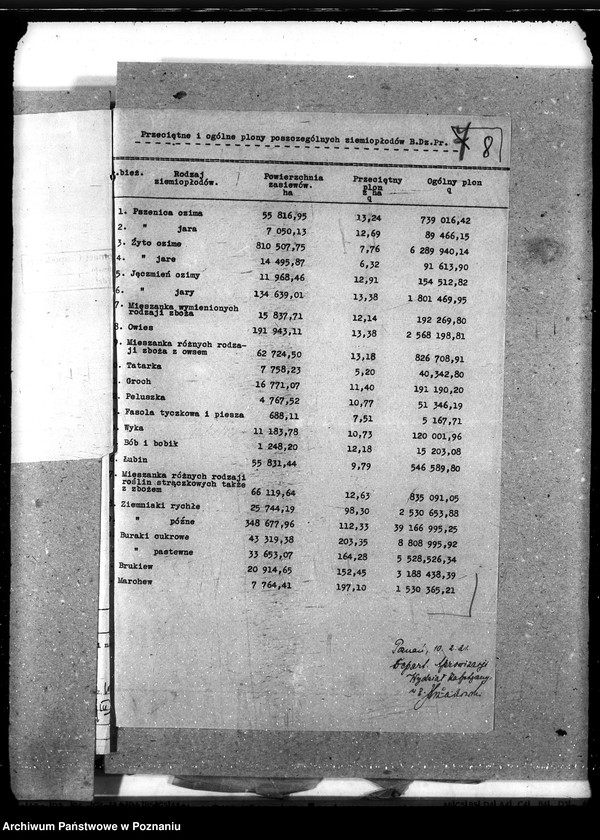 Przeciętne i ogólne plony poszczególnych ziemiopłodów B.Dz.Pr. 8
.bież. Rodzaj ziemiopłodów. Powierzchnia zasiewów. ha Przeciętny plon z ha q Ogólny plon q
1. Pszenica ozima 55 816,95 13,24 739 016,42
2. " jara 7 050,13 12,69 89 466,15
3. Żyto ozime 810 507,75 7,76 6 289 940,14
4. " jare 14 495,87 6,32 91 613,90
5. Jęczmień ozimy 11 968,46 12,91 154 512,82
6. " jary 134 639,01 13,38 1 801 469,95
7. Mieszanka wymienionych
rodzaji zboża 15 837,71 12,14 192 269,80
8. Owies 191 943,11 13,38 2 568 198,81
. Mieszanka różnych rodza-
ji zboża z owsem 62 724,50 13,18 826 708,91
. Tatarka 7 758,23 5,20 40,342,80
. Groch 16 771,07 11,40 191 190,20
. Peluszka 4 767,52 10,77 51 346,19
. Fasola tyczkowa i piesza 688,11 7,51 5 167,71
. Wyka 11 183,78 10,73 120 001,96
. Bób i bobik 1 248,20 12,18 15 203,08
. Łubin 55 831,44 9,79 546 589,80
. Mieszanka różnych rodzaji
roślin strączkowych także
z zbożem 66 119,64 12,63 835 091,05
. Ziemniaki rychłe 25 744,19 98,30 2 530 653,88
" późne 348 677,96 112,33 39 166 995,25
Buraki cukrowe 43 319,38 203,35 8 808 995,92
" pastewne 33 653,07 164,28 5 528,526,34
Brukiew 20 914,65 152,45 3 188 438,39
Marchew 7 764,41 197,10 1 530 365,21
10. 2. 21.
Depart. Aprowizacji
Wydział
Archiwum Państwowe w Poznaniu